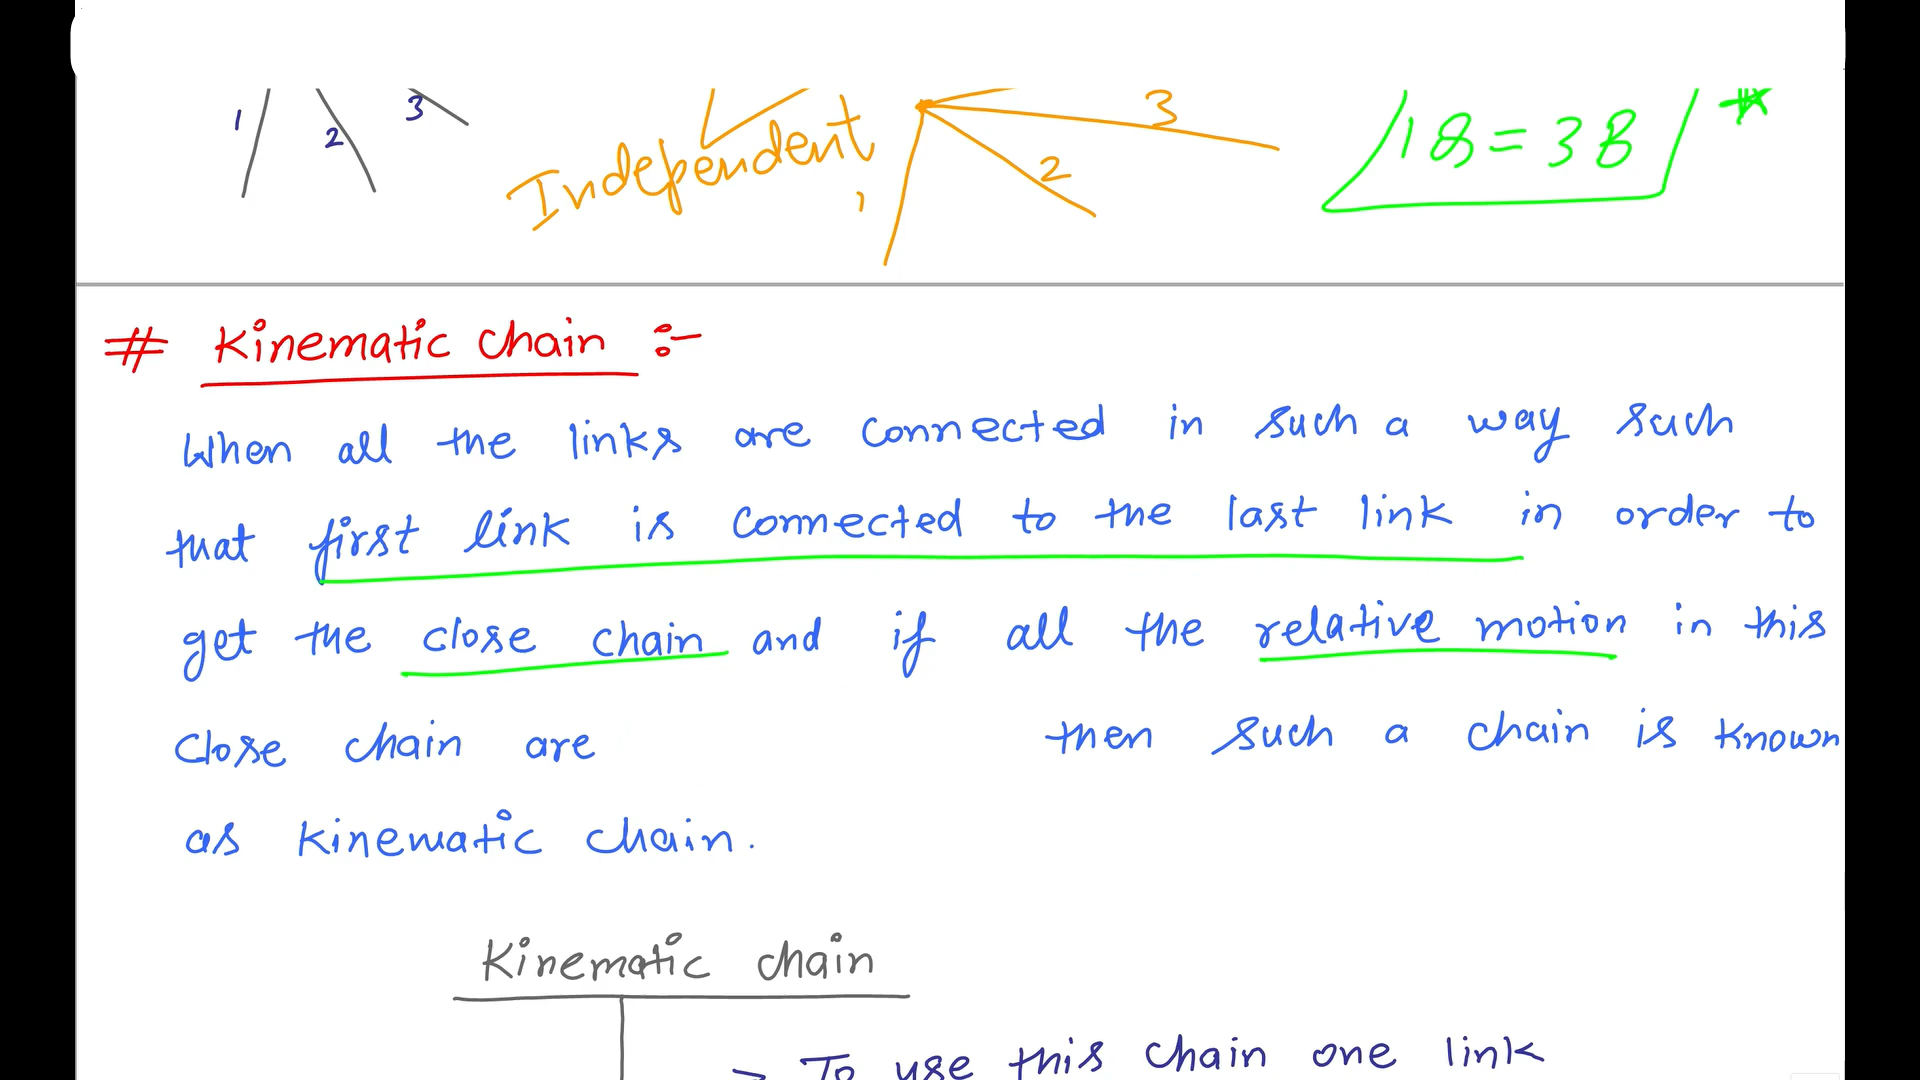 1 2 3
Independent
1 2 3
1 8 = 3 B
# Kinematic chain :-
When all the links are connected in such a way such
that first link is connected to the last link in order to
get the close chain and if all the relative motion in this
close chain are then such a chain is known
as kinematic chain.
Kinematic chain
> To use this chain one link